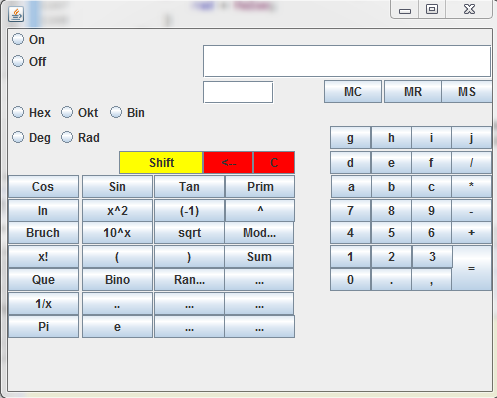 On
Off
MC MR MS
Hex Okt Bin
Deg Rad
g h i j
Shift <-- C
d e f /
Cos Sin Tan Prim
a b c *
ln x^2 (-1) ^
7 8 9 -
Bruch 10^x sqrt Mod...
4 5 6 +
x! ( ) Sum
1 2 3 =
Que Bino Ran... ...
0 . ,
1/x .. ... ...
Pi e ... ...